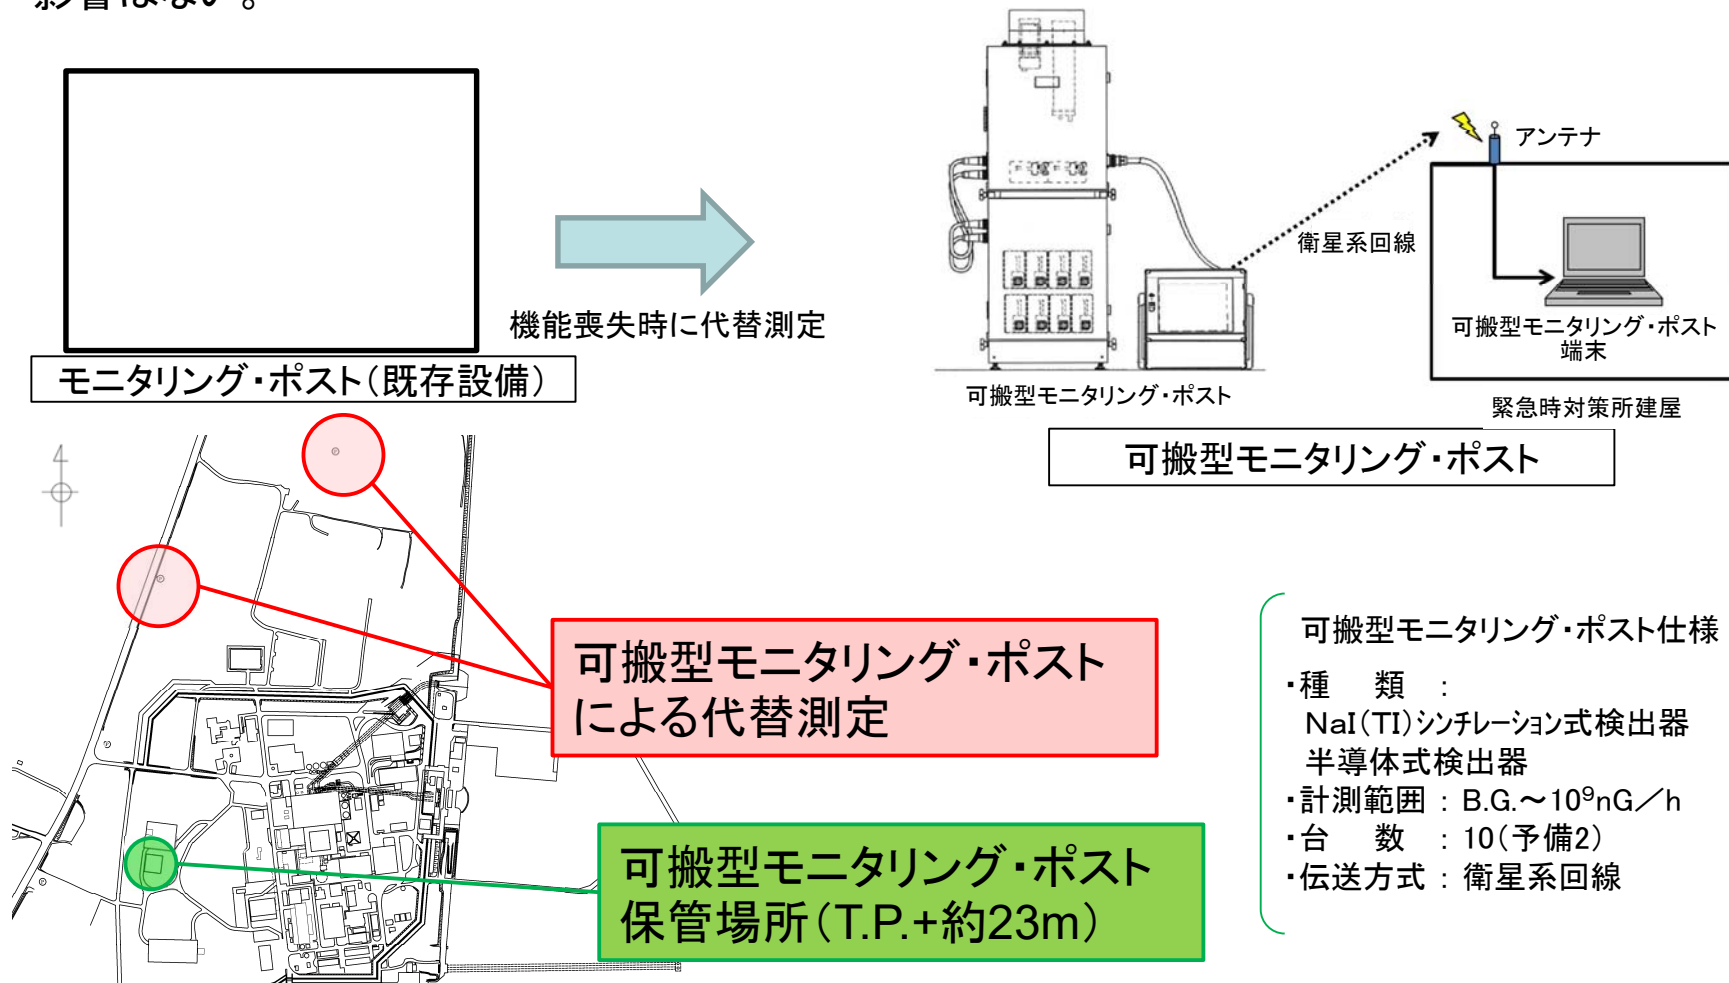 影響はない。
アンテナ
衛星系回線
機能喪失時に代替測定
可搬型モニタリング・ポスト
端末
モニタリング・ポスト（既存設備）
可搬型モニタリング・ポスト
緊急時対策所建屋
可搬型モニタリング・ポスト
可搬型モニタリング・ポスト
による代替測定
可搬型モニタリング・ポスト
保管場所（T.P.+約23m）
可搬型モニタリング・ポスト仕様
・種　類　：
NaI(Tl)ｼﾝﾁﾚｰｼｮﾝ式検出器
半導体式検出器
・計測範囲 ： B.G.～10⁹nG／h
・台　数　： 10(予備2)
・伝送方式 ： 衛星系回線